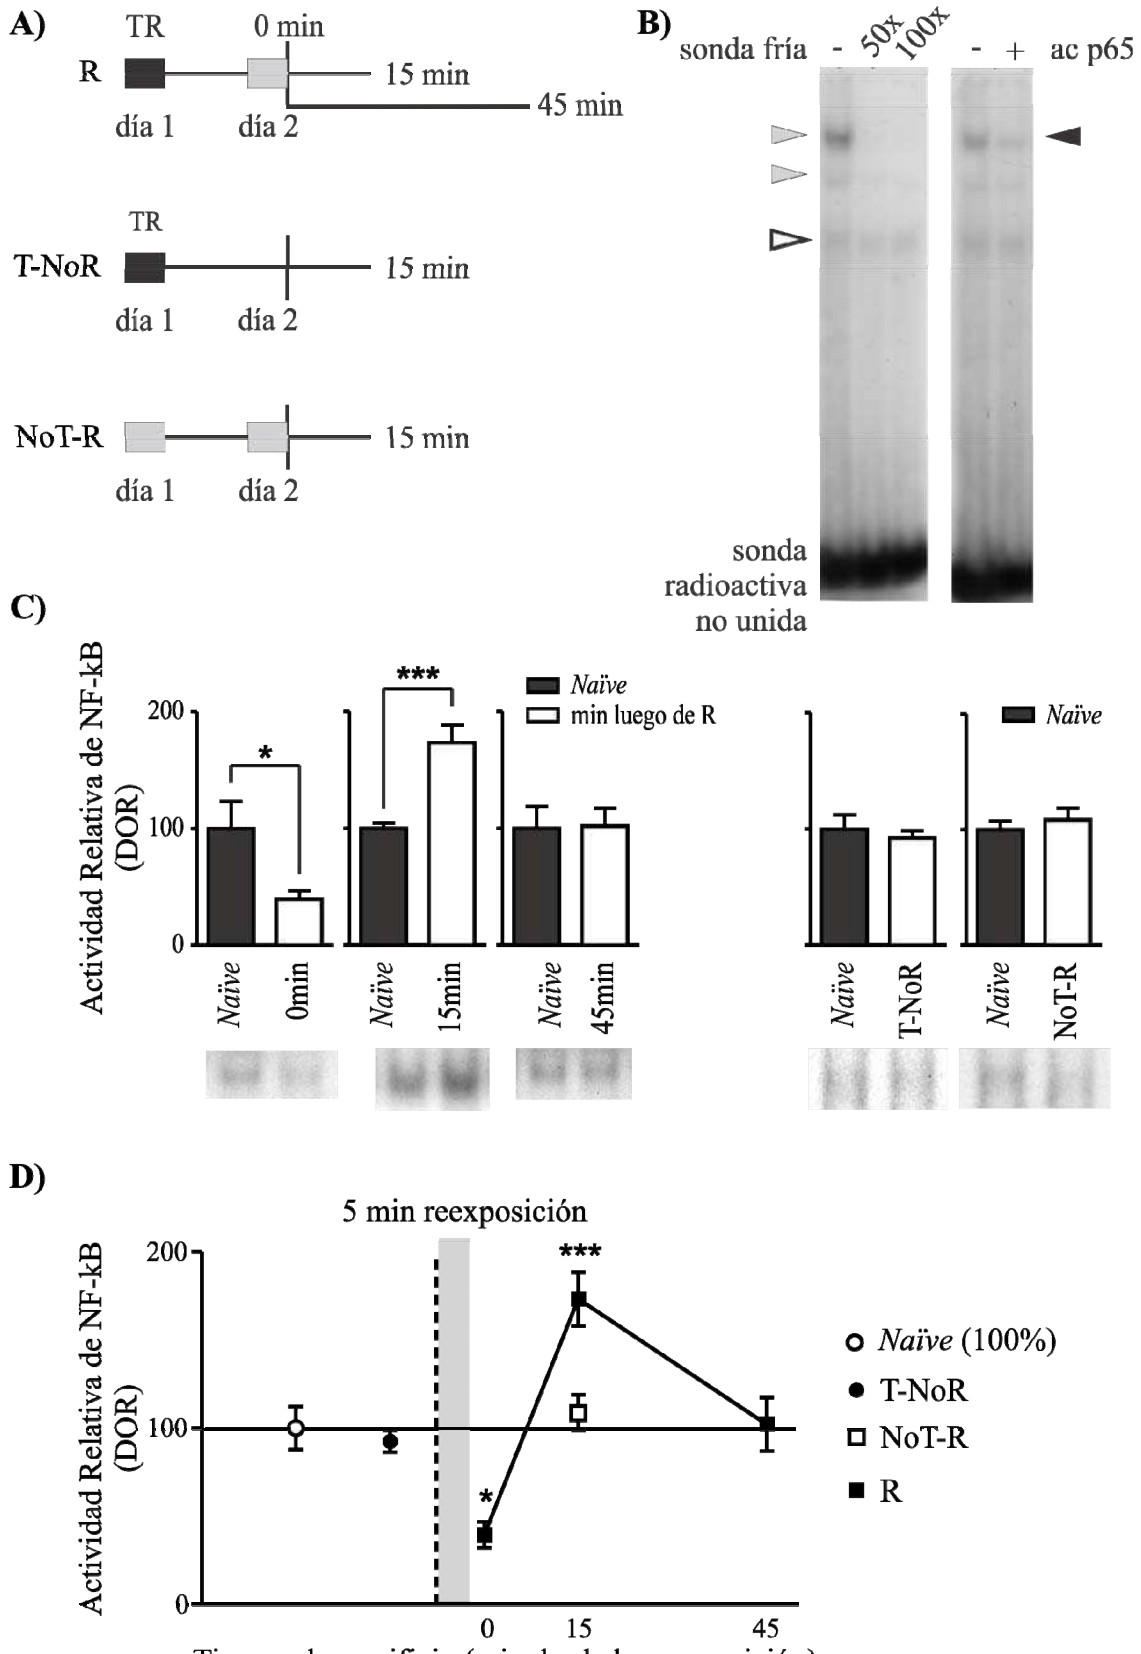 A)
TR
0 min
R
15 min
45 min
día 1
día 2
TR
T-NoR
15 min
día 1
día 2
NoT-R
15 min
día 1
día 2
B)
sonda fría
- 50x 100x
- +
ac p65
sonda
radioactiva
no unida
C)
Actividad Relativa de NF-kB
(DOR)
200
100
0
*
***
Naïve
min luego de R
Naïve
Naïve
0min
Naïve
15min
Naïve
45min
Naïve
T-NoR
Naïve
NoT-R
D)
5 min reexposición
Actividad Relativa de NF-kB
(DOR)
200
100
0
*
***
Naïve (100%)
T-NoR
NoT-R
R
0
15
45